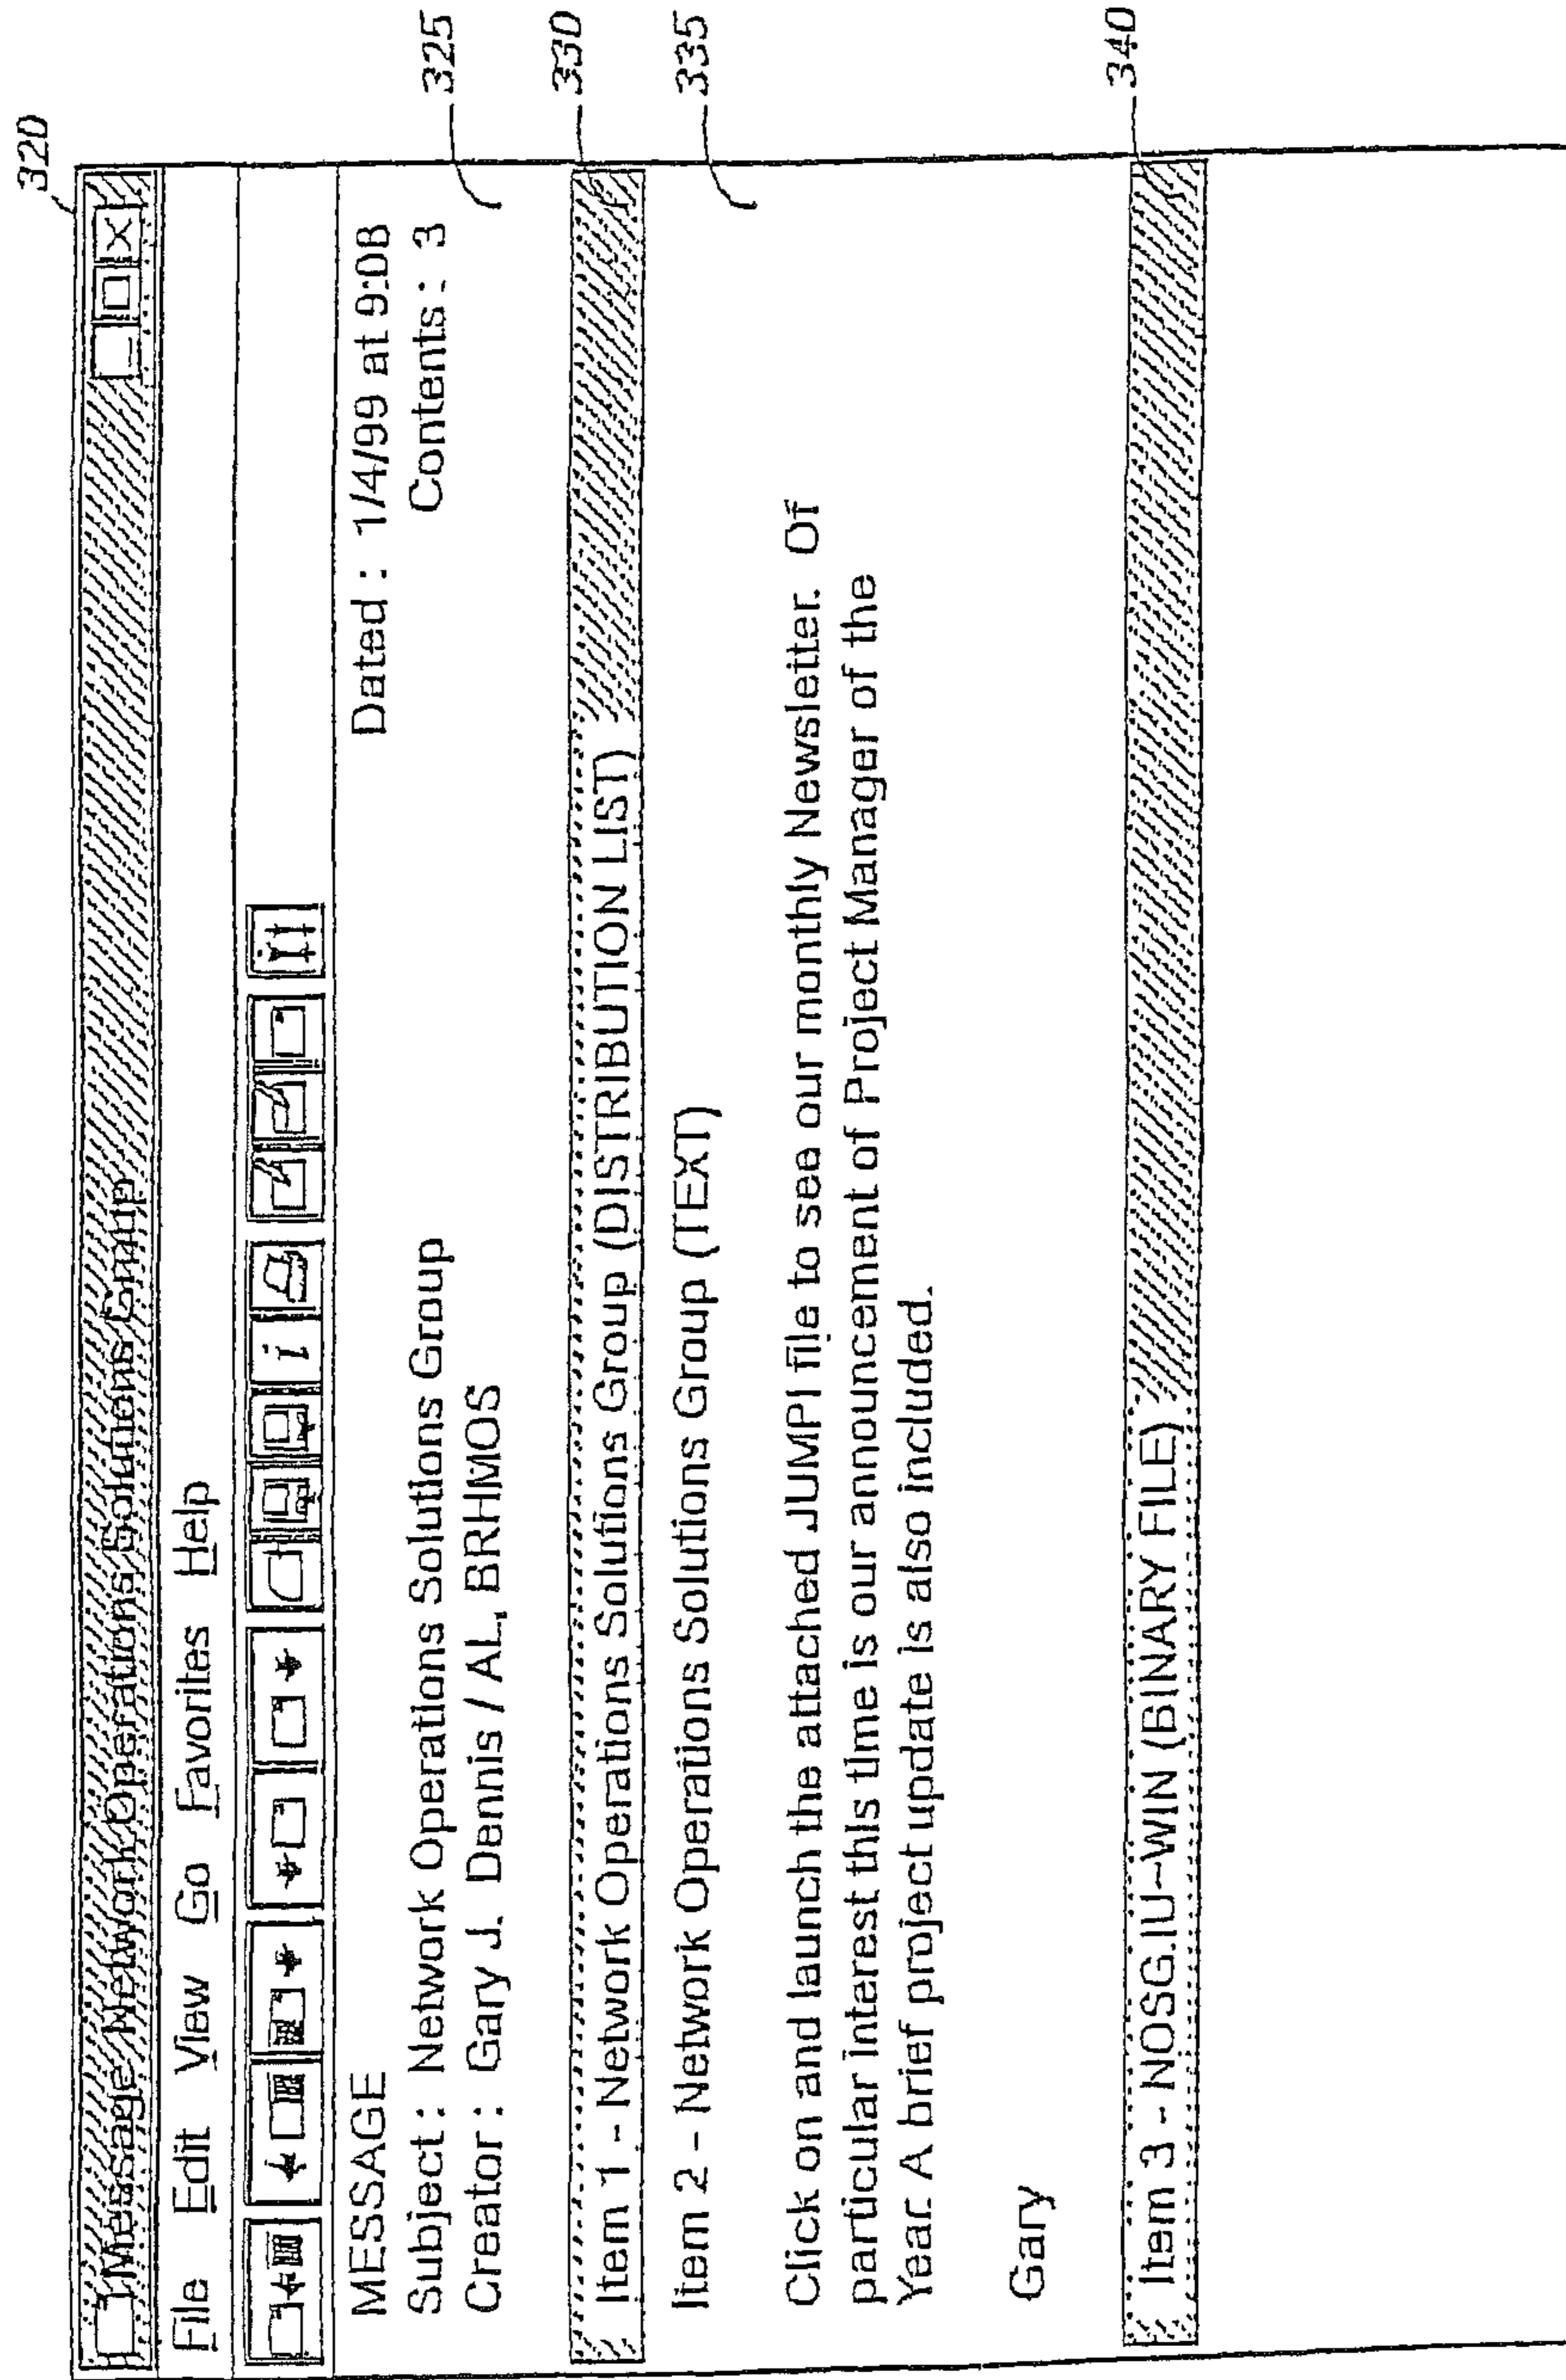 320
Message Network Operations Solutions Group
File Edit View Go Favorites Help
MESSAGE
Dated : 1/4/99 at 9:08
Subject : Network Operations Solutions Group
Contents : 3
Creator : Gary J. Dennis / AL, BRHMOS
325
Item 1 - Network Operations Solutions Group (DISTRIBUTION LIST)
330
Item 2 - Network Operations Solutions Group (TEXT)
335
Click on and launch the attached JUMPI file to see our monthly Newsletter. Of
particular interest this time is our announcement of Project Manager of the
Year. A brief project update is also included.
Gary
Item 3 - NOSG.IU~WIN (BINARY FILE)
340